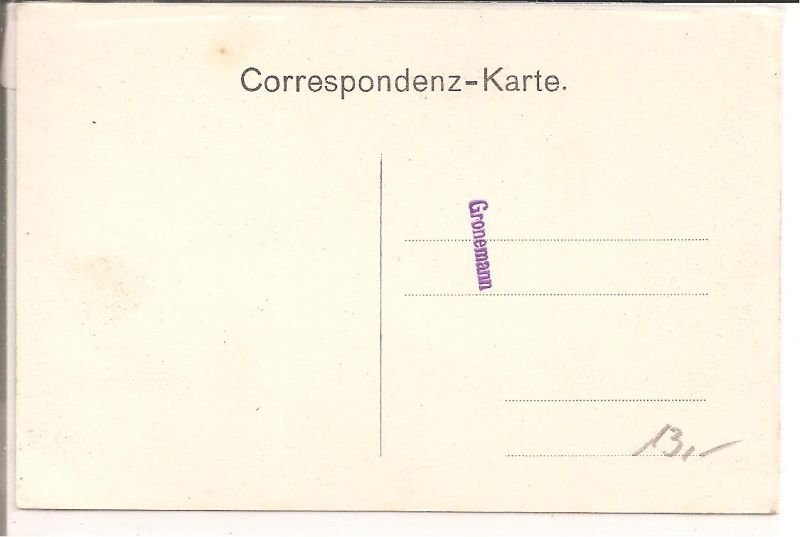 Correspondenz-Karte.
Gronemann
13,-